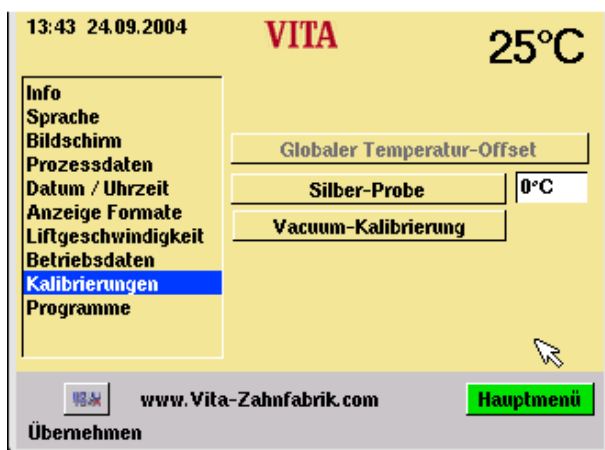 13:43 24.09.2004
VITA
25°C
Info
Sprache
Bildschirm
Prozessdaten
Datum / Uhrzeit
Anzeige Formate
Liftgeschwindigkeit
Betriebsdaten
Kalibrierungen
Programme
Globaler Temperatur-Offset
Silber-Probe
0°C
Vacuum-Kalibrierung
www.Vita-Zahnfabrik.com
Hauptmenü
Übernehmen